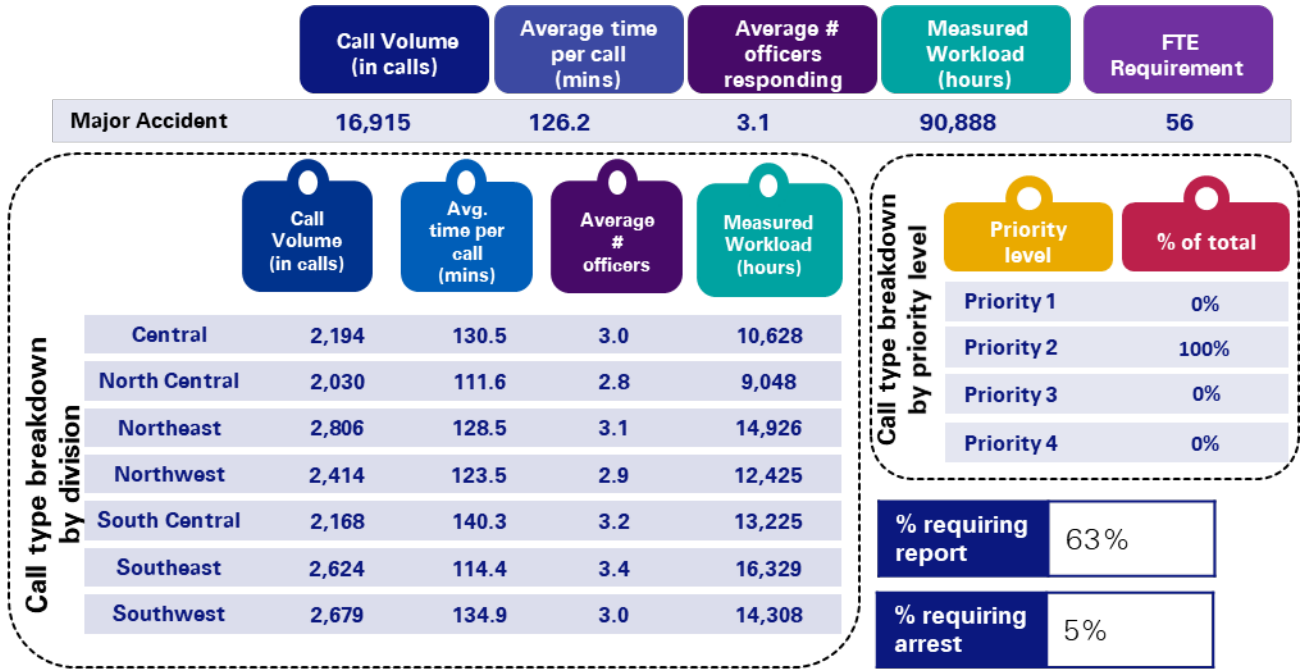 Call Volume (in calls) Average time per call (mins) Average # officers responding Measured Workload (hours) FTE Requirement
Major Accident 16,915 126.2 3.1 90,888 56
Call type breakdown by division
Call Volume (in calls) Avg. time per call (mins) Average # officers Measured Workload (hours)
Central 2,194 130.5 3.0 10,628
North Central 2,030 111.6 2.8 9,048
Northeast 2,806 128.5 3.1 14,926
Northwest 2,414 123.5 2.9 12,425
South Central 2,168 140.3 3.2 13,225
Southeast 2,624 114.4 3.4 16,329
Southwest 2,679 134.9 3.0 14,308
Call type breakdown by priority level
Priority level % of total
Priority 1 0%
Priority 2 100%
Priority 3 0%
Priority 4 0%
% requiring report 63%
% requiring arrest 5%